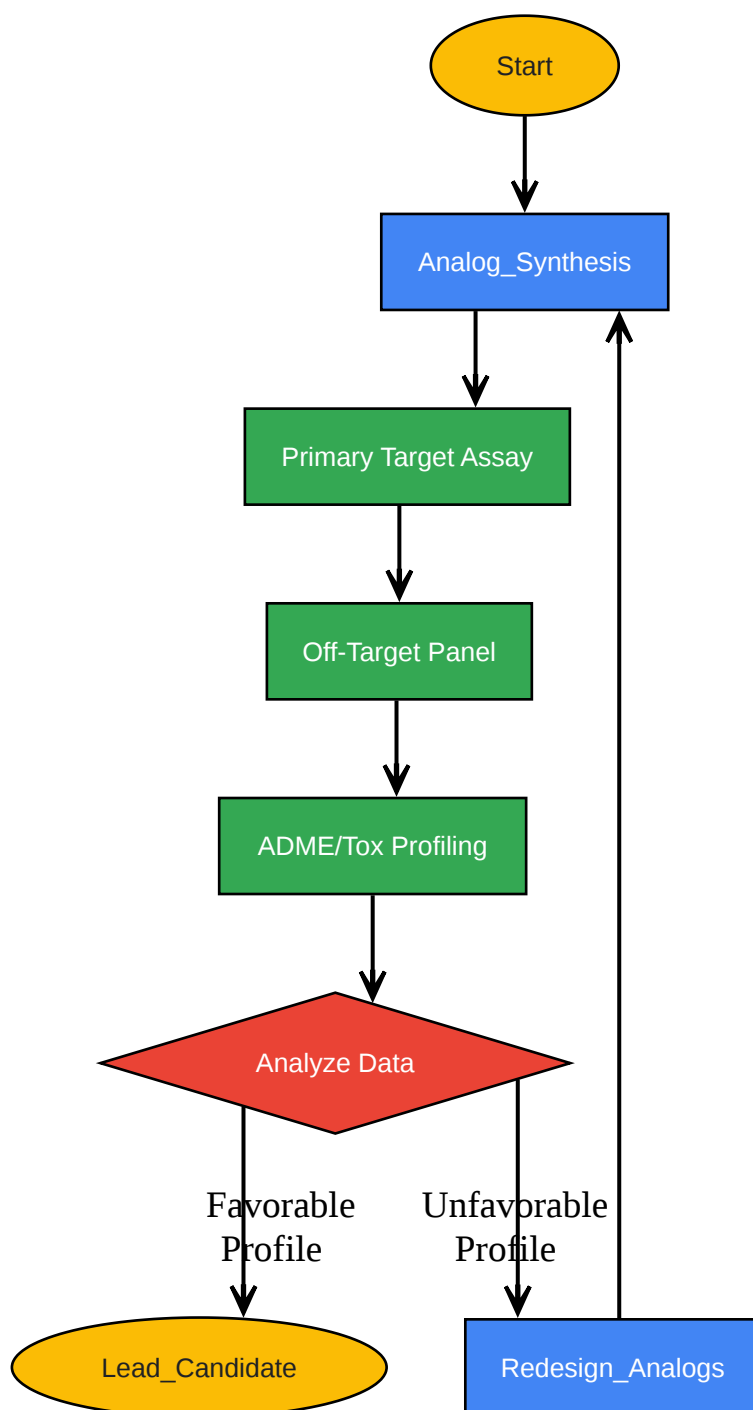 Start
Analog_Synthesis
Primary Target Assay
Off-Target Panel
ADME/Tox Profiling
Analyze Data
Favorable
Profile
Unfavorable
Profile
Lead_Candidate
Redesign_Analogs